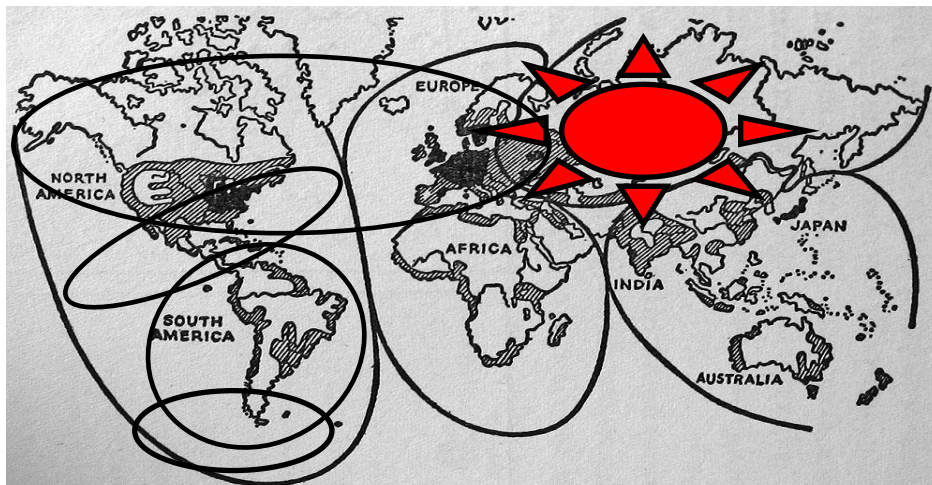 EUROPE
NORTH
AMERICA
JAPAN
AFRICA
INDIA
SOUTH
AMERICA
AUSTRALIA